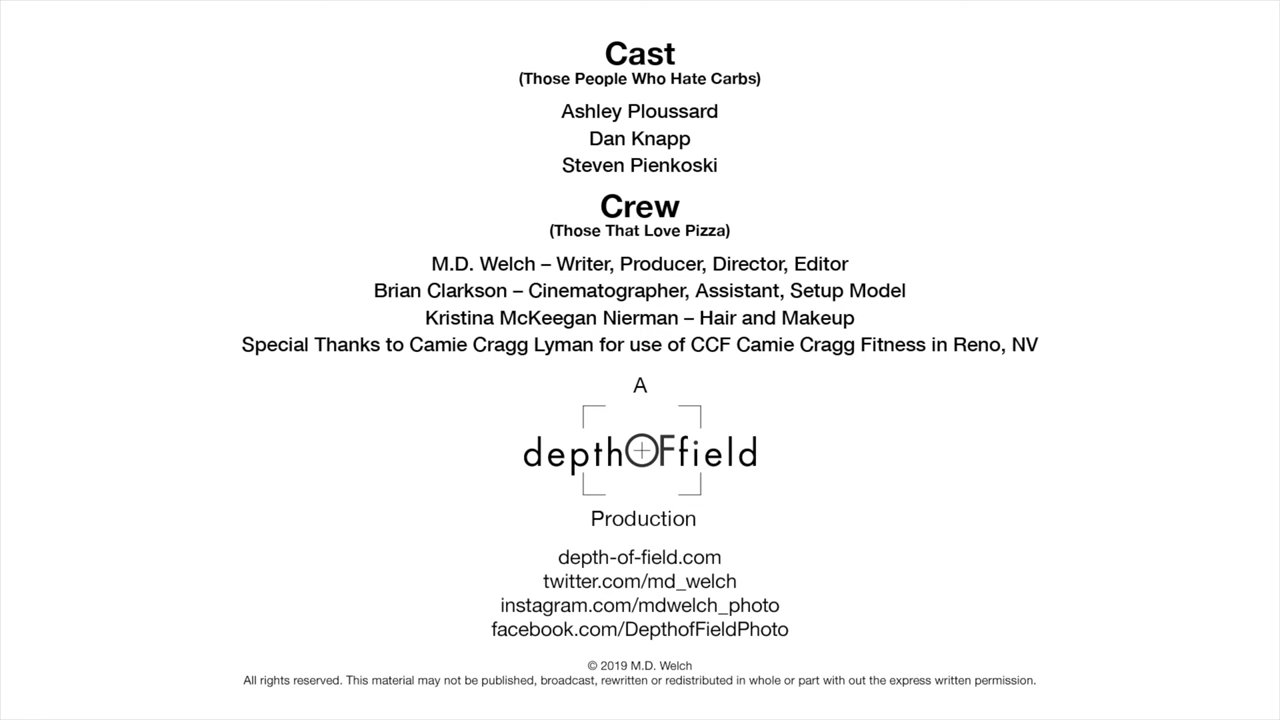 Cast
(Those People Who Hate Carbs)
Ashley Ploussard
Dan Knapp
Steven Pienkoski
Crew
(Those That Love Pizza)
M.D. Welch – Writer, Producer, Director, Editor
Brian Clarkson – Cinematographer, Assistant, Setup Model
Kristina McKeegan Nierman – Hair and Makeup
Special Thanks to Camie Cragg Lyman for use of CCF Camie Cragg Fitness in Reno, NV
A
depthOFfield
Production
depth-of-field.com
twitter.com/md_welch
instagram.com/mdwelch_photo
facebook.com/DepthofFieldPhoto
© 2019 M.D. Welch
All rights reserved. This material may not be published, broadcast, rewritten or redistributed in whole or part with out the express written permission.